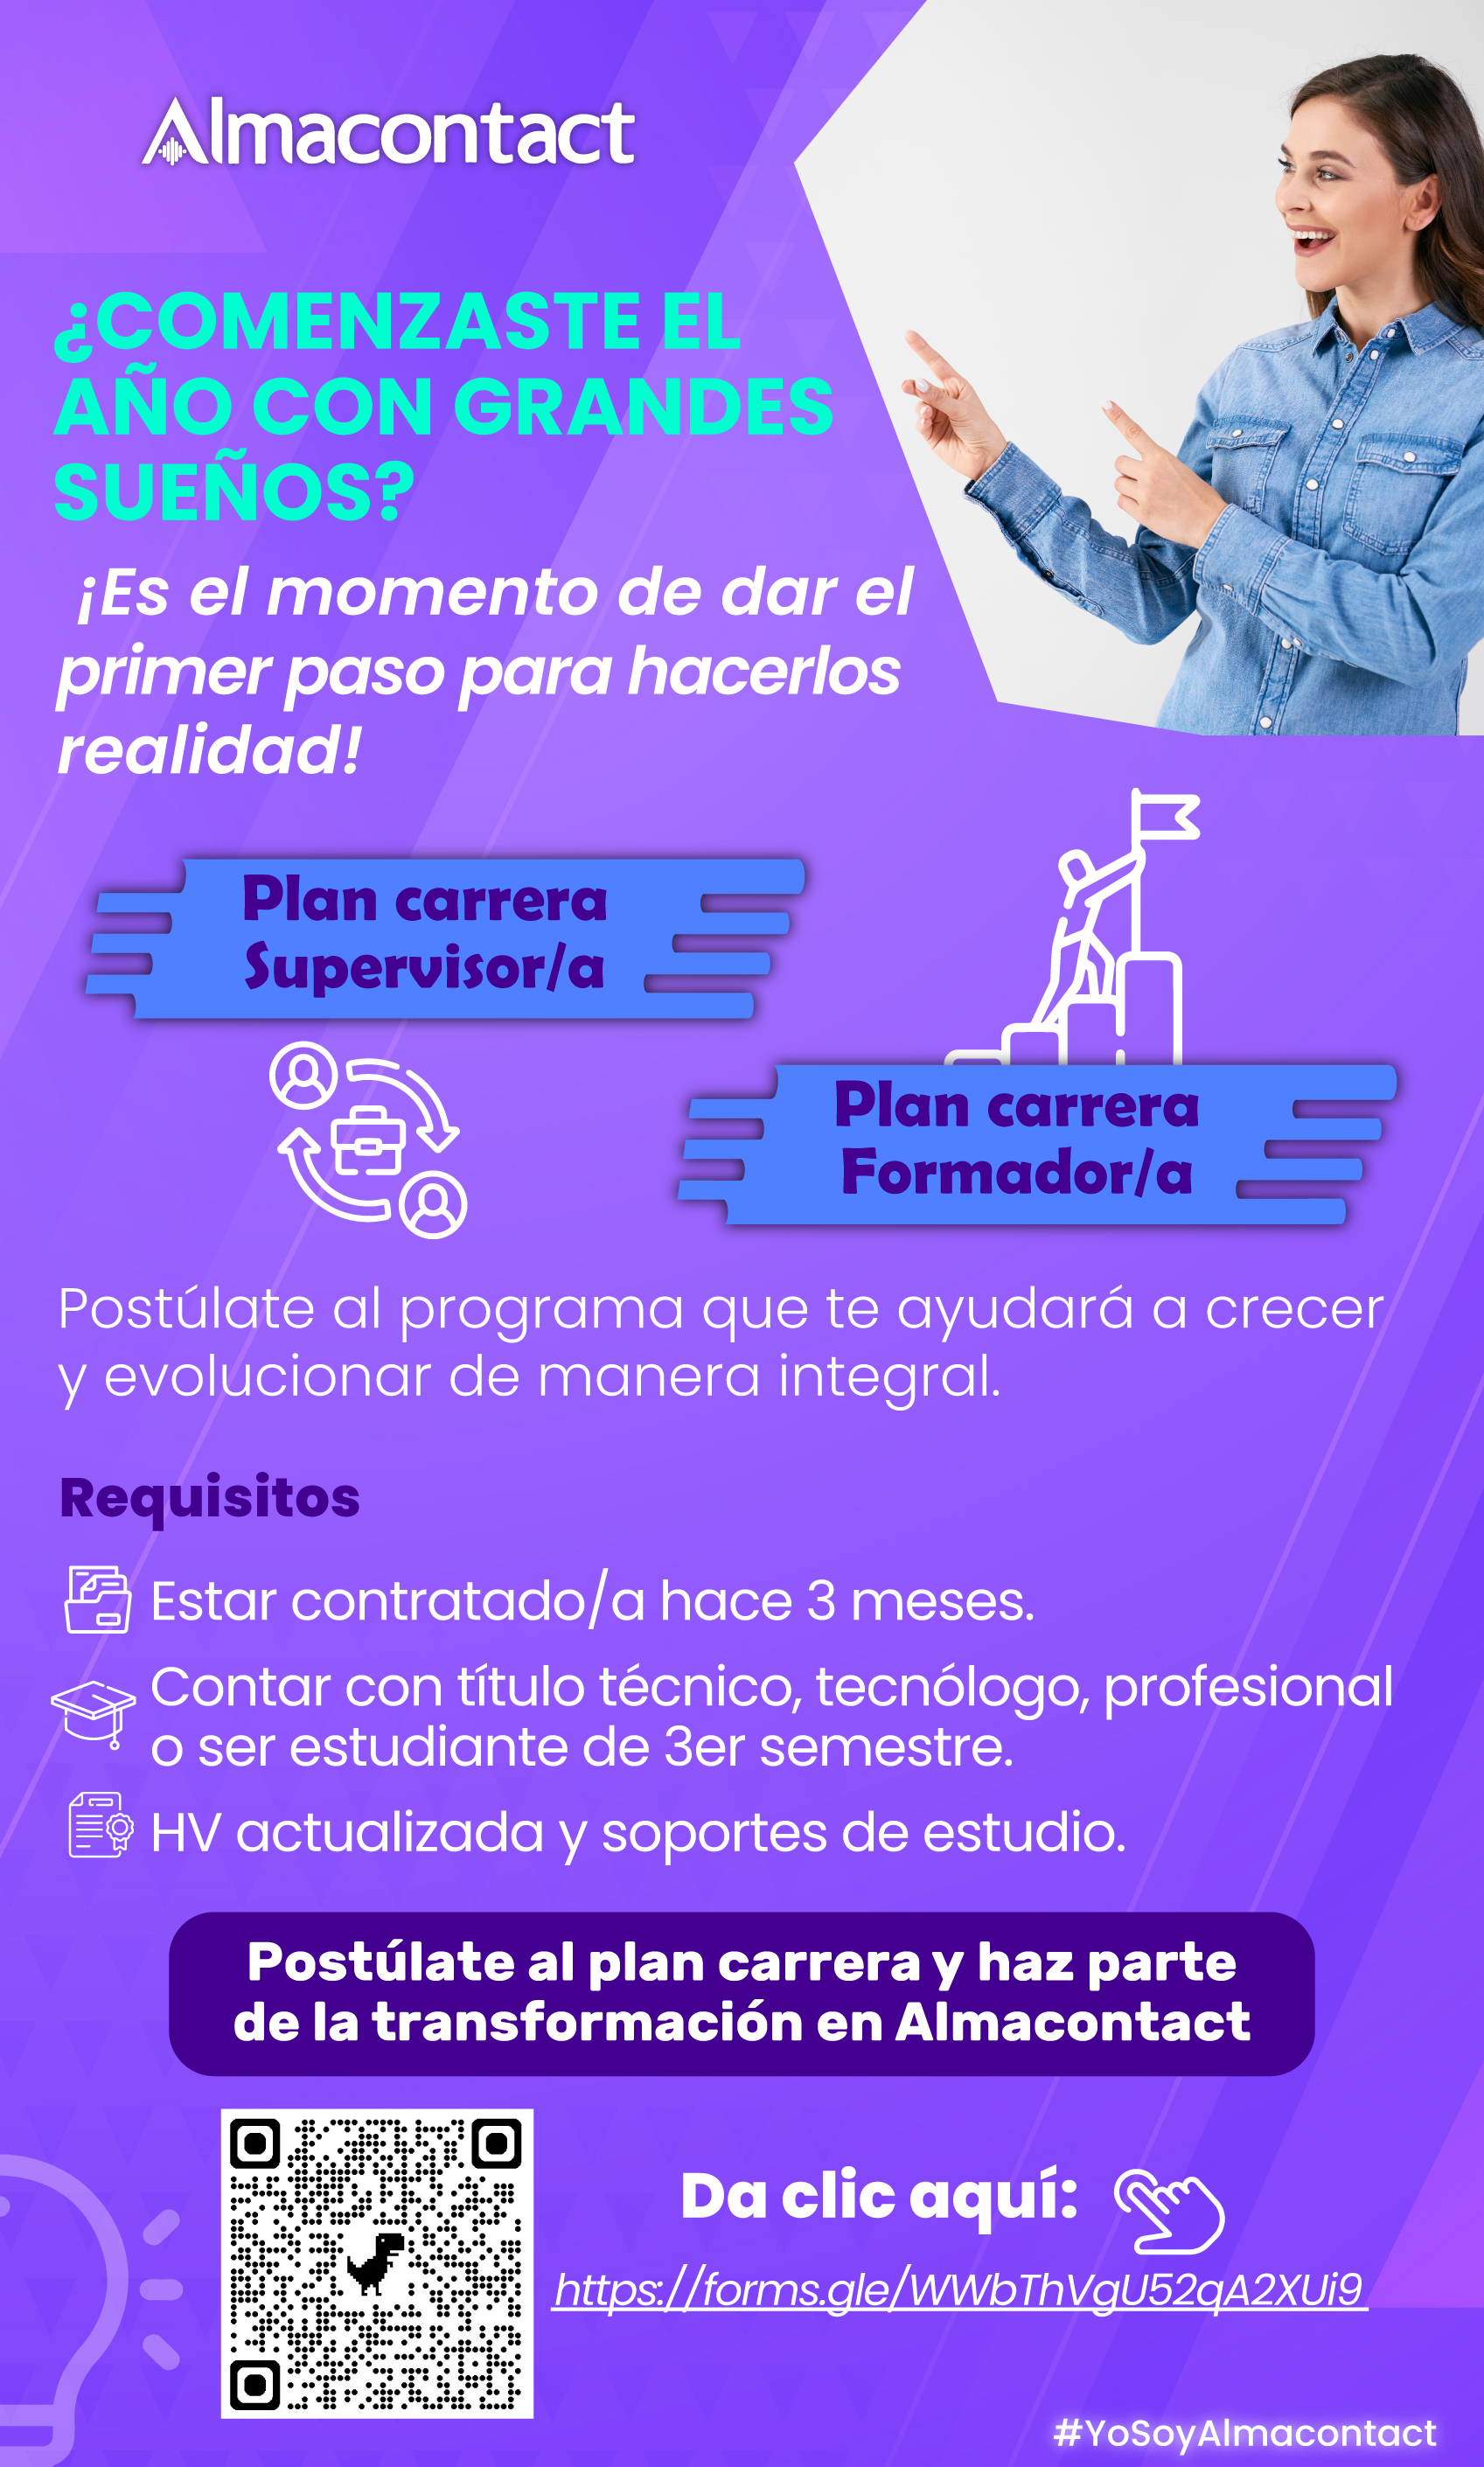 Almacontact
¿COMENZASTE EL
AÑO CON GRANDES
SUEÑOS?
¡Es el momento de dar el
primer paso para hacerlos
realidad!
Plan carrera
Supervisor/a
Plan carrera
Formador/a
Postúlate al programa que te ayudará a crecer
y evolucionar de manera integral.
Requisitos
Estar contratado/a hace 3 meses.
Contar con título técnico, tecnólogo, profesional
o ser estudiante de 3er semestre.
HV actualizada y soportes de estudio.
Postúlate al plan carrera y haz parte
de la transformación en Almacontact
Da clic aquí:
https://forms.gle/WWbThVgU52qA2XUi9
#YoSoyAlmacontact